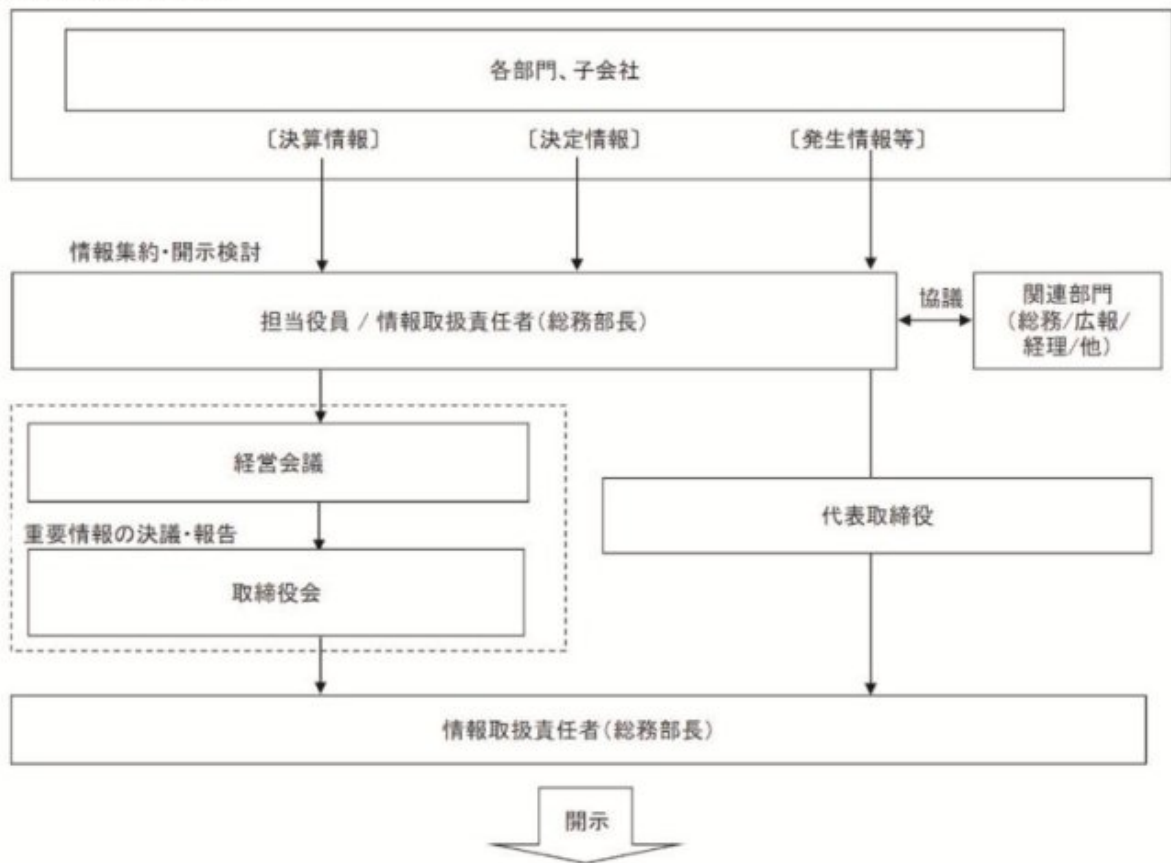 各部門、子会社
〔決算情報〕
〔決定情報〕
〔発生情報等〕
情報集約・開示検討
担当役員 / 情報取扱責任者(総務部長)
協議
関連部門
(総務/広報/
経理/他)
経営会議
代表取締役
重要情報の決議・報告
取締役会
情報取扱責任者(総務部長)
開示